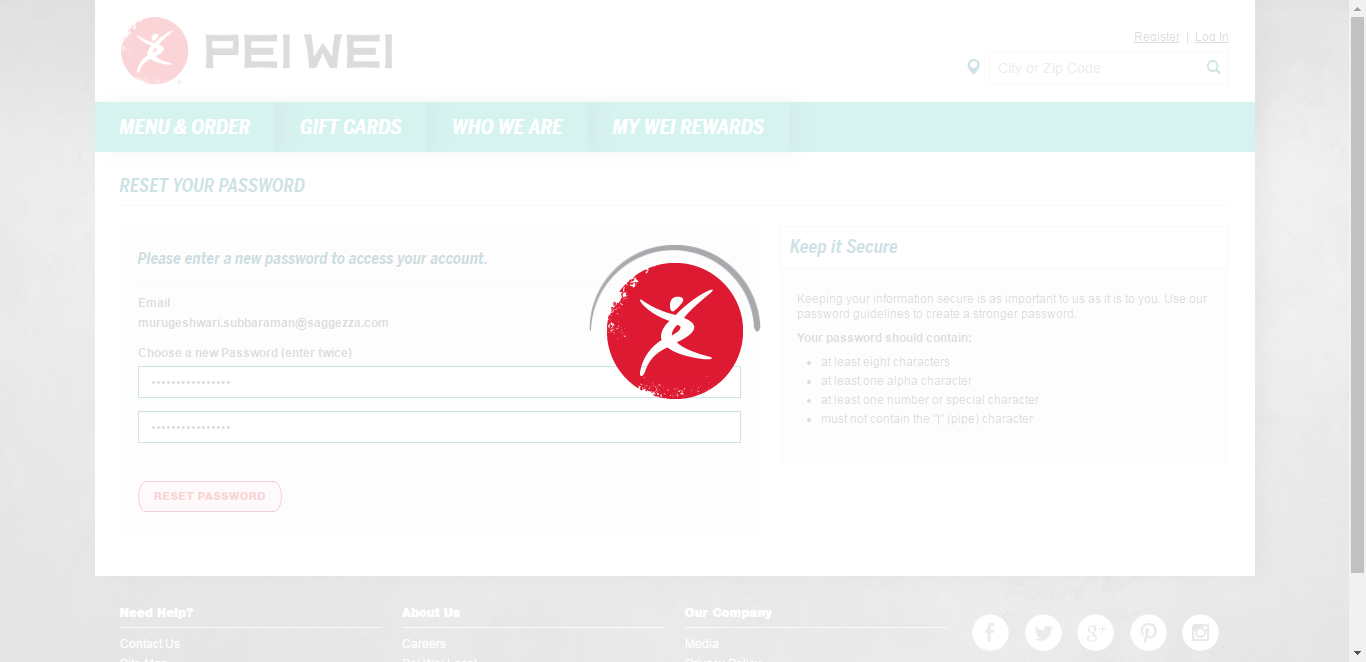 PEI WEI
Register | Log In
City or Zip Code
MENU & ORDER GIFT CARDS WHO WE ARE MY WEI REWARDS
RESET YOUR PASSWORD
Please enter a new password to access your account.
Email
murugeshwari.subbaraman@saggezza.com
Choose a new Password (enter twice)
••••••••••••••••
••••••••••••••••
RESET PASSWORD
Keep it Secure
Keeping your information secure is as important to us as it is to you. Use our
password guidelines to create a stronger password.
Your password should contain:
• at least eight characters
• at least one alpha character
• at least one number or special character
• must not contain the "|" (pipe) character
Need Help? About Us Our Company
Contact Us Careers Media